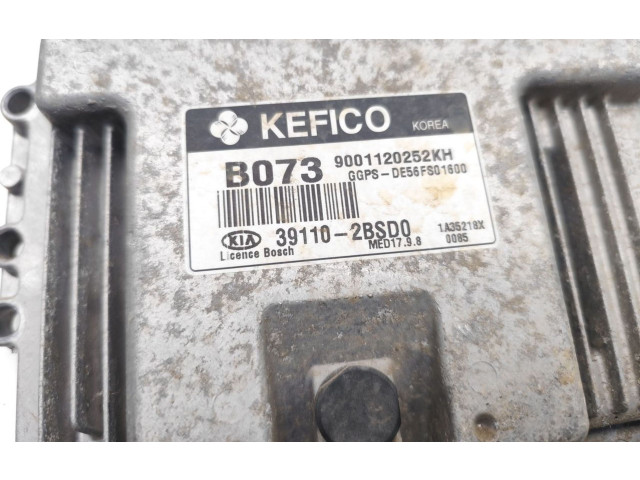 KEFICO KOREA
B073 9001120252KH
GGPS-DE56FS01600
KIA 39110-2BSD0 1A35218X
Licence Bosch MED17.9.8 0085